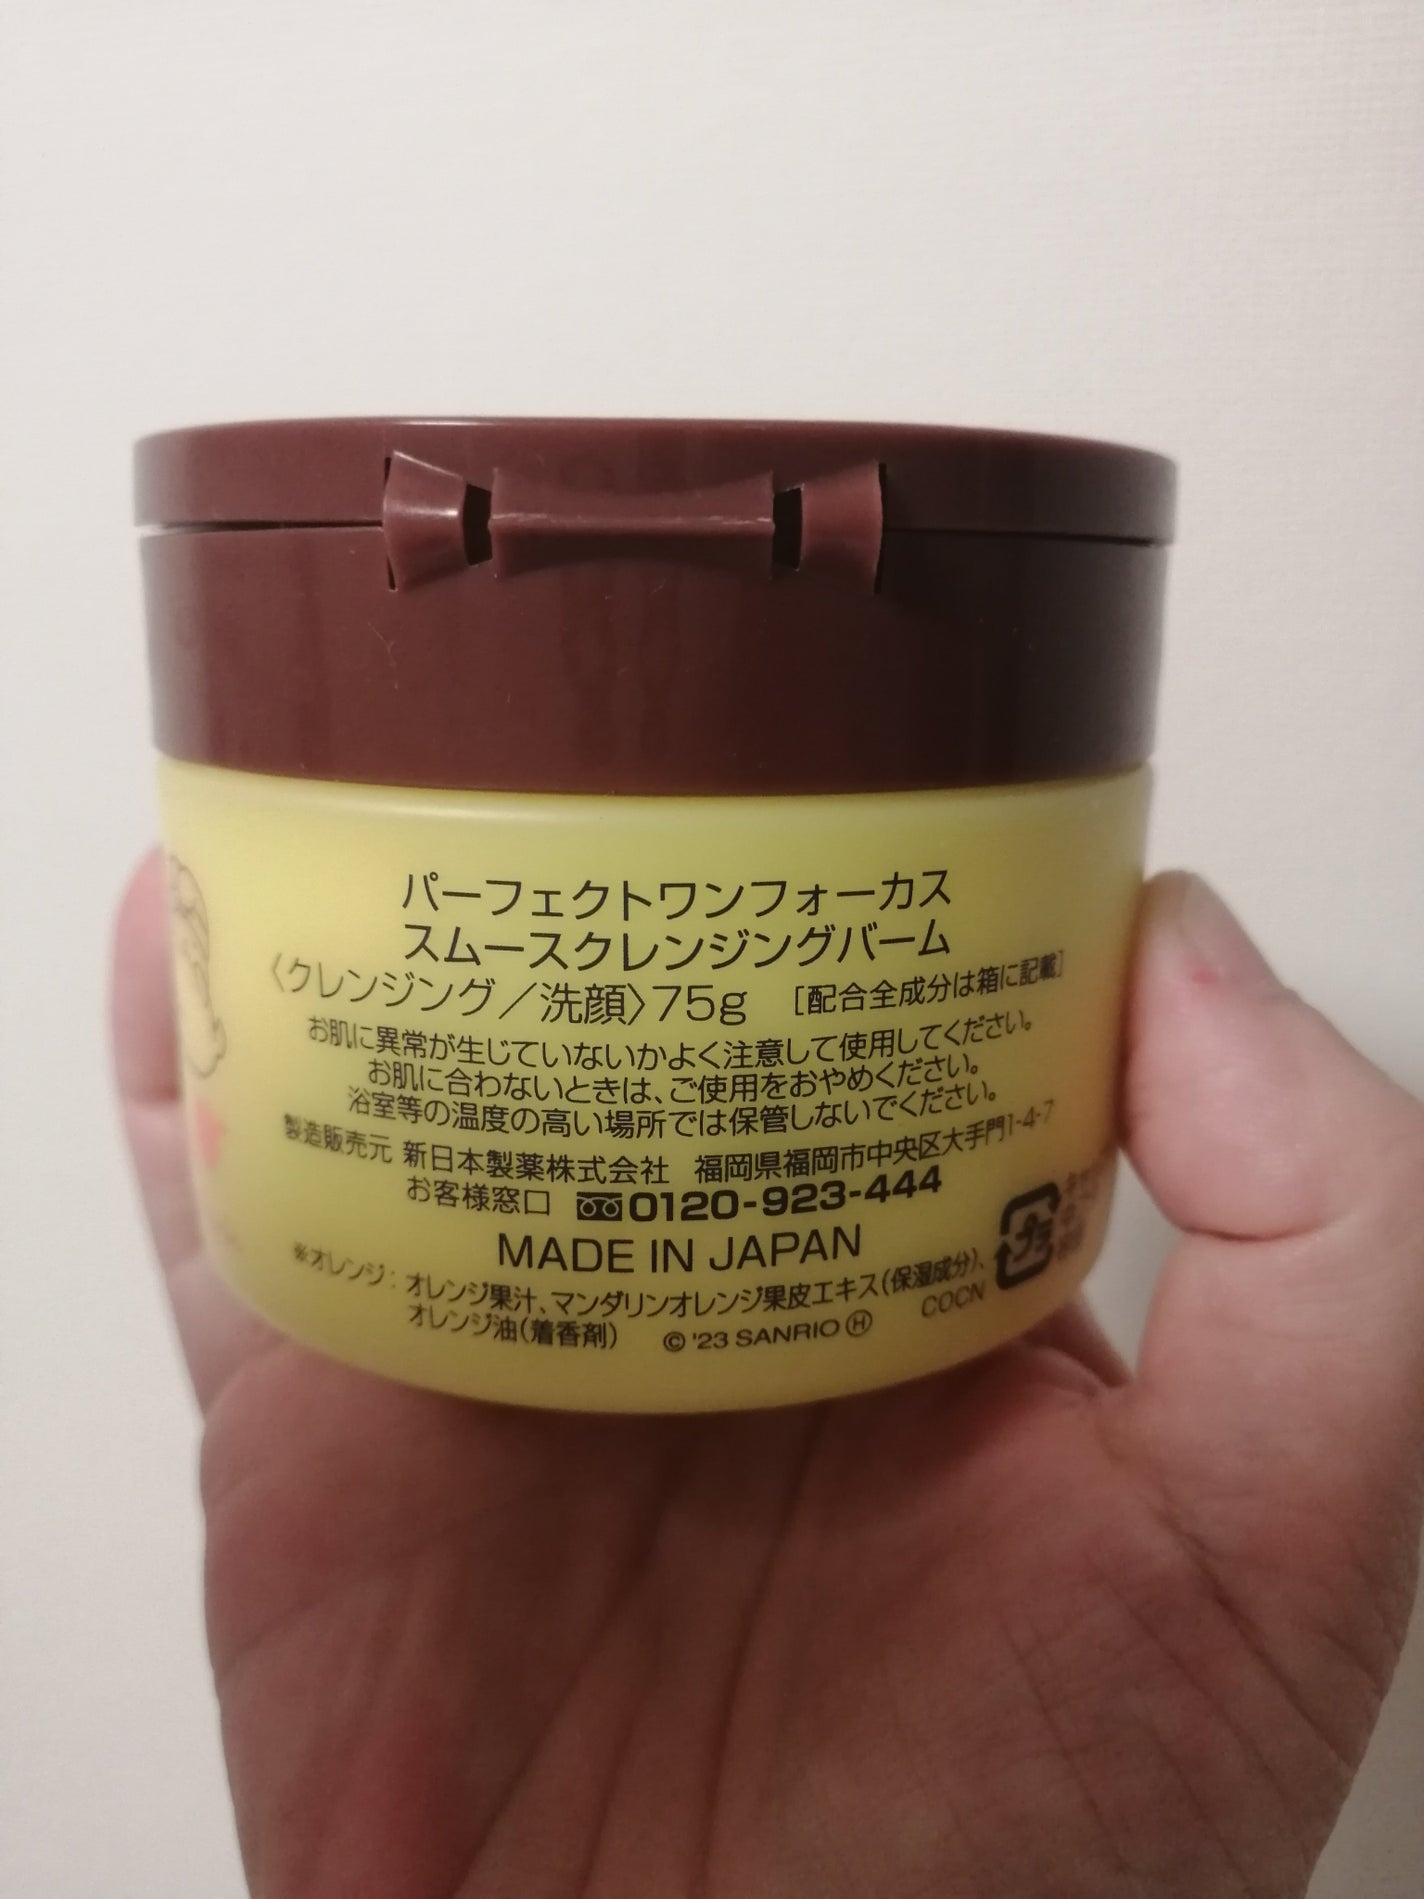 パーフェクトワンフォーカス
スムースクレンジングバーム
〈クレンジング／洗顔〉75g [配合全成分は箱に記載]
お肌に異常が生じていないかよく注意して使用してください。
お肌に合わないときは、ご使用をおやめください。
浴室等の温度の高い場所では保管しないでください。
製造販売元 新日本製薬株式会社 福岡県福岡市中央区大手門1-4-7
お客様窓口 0120-923-444
MADE IN JAPAN
プラ
※オレンジ：オレンジ果汁、マンダリンオレンジ果皮エキス(保湿成分)、
オレンジ油(着香剤) © '23 SANRIO Ⓗ COCN